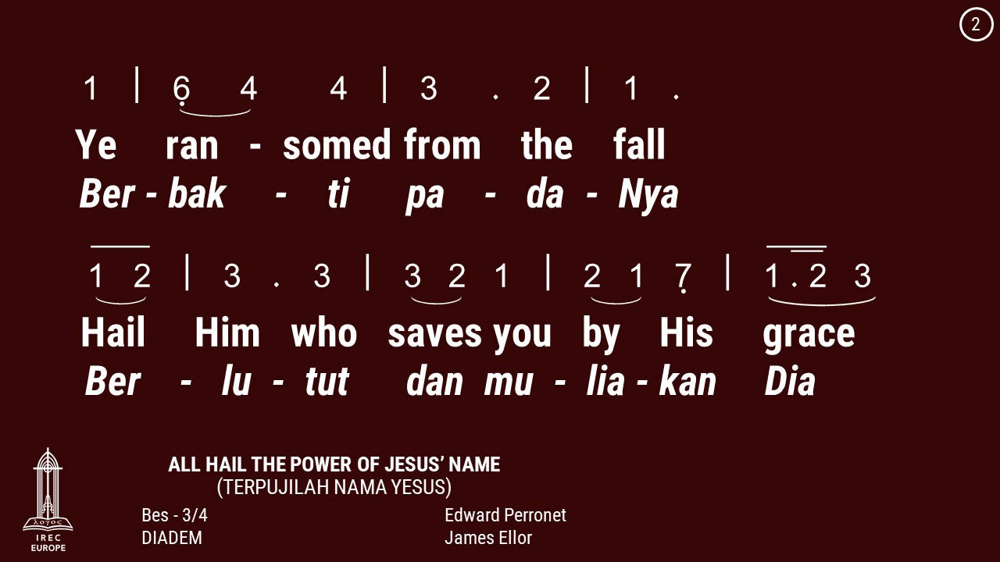 2
1 | 6̣ 4 4 | 3 . 2 | 1 .
Ye ran - somed from the fall
Ber - bak - ti pa - da - Nya
1 2 | 3 . 3 | 3 2 1 | 2 1 7̣ | 1 . 2 3
Hail Him who saves you by His grace
Ber - lu - tut dan mu - lia - kan Dia
ALL HAIL THE POWER OF JESUS’ NAME
(TERPUJILAH NAMA YESUS)
Bes - 3/4
Edward Perronet
DIADEM
James Ellor
λογος
IREC
EUROPE